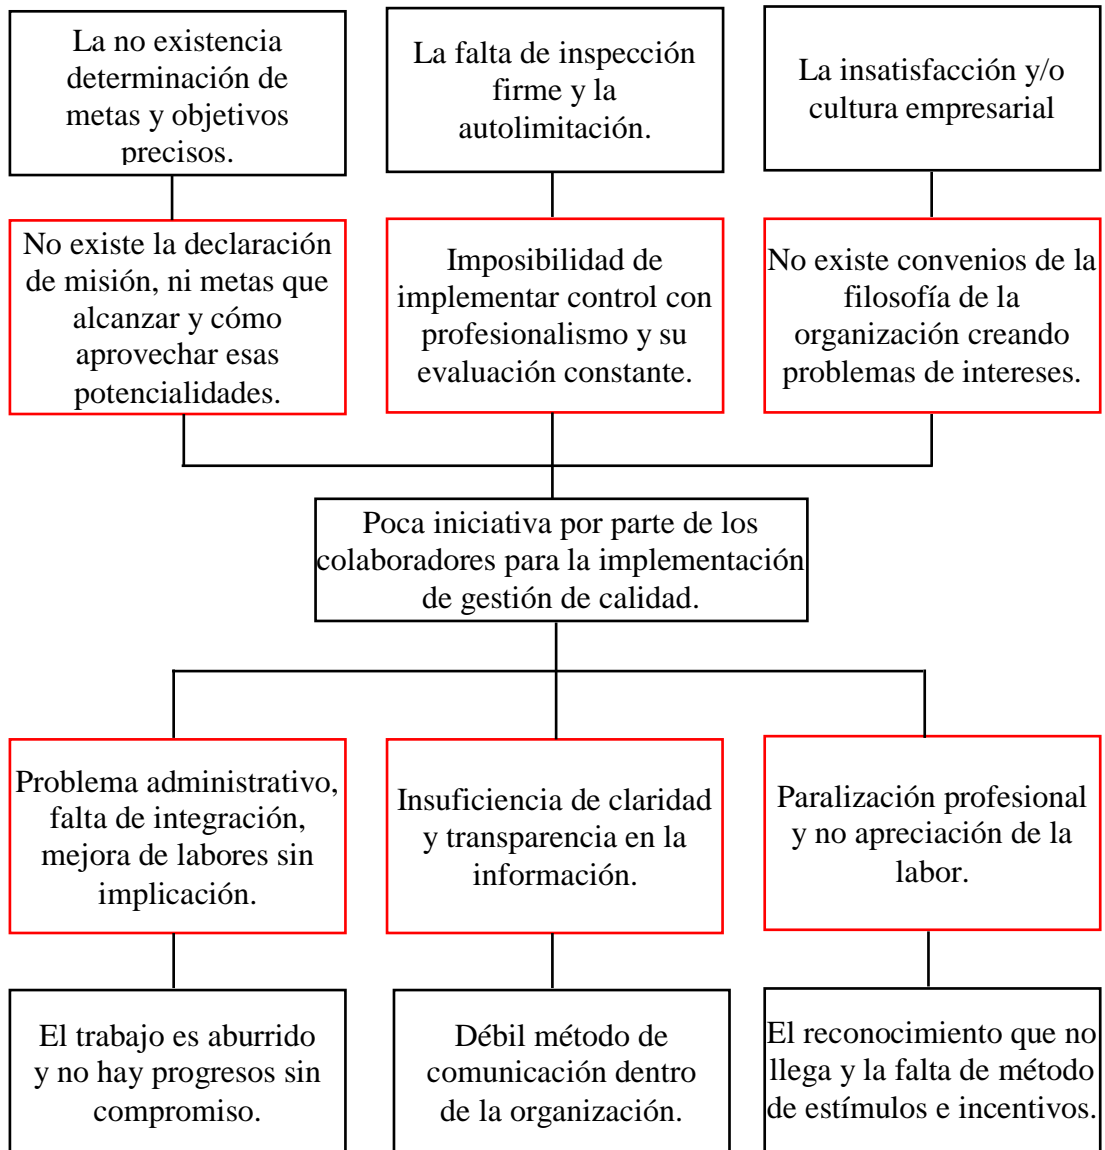 La no existencia
determinación de
metas y objetivos
precisos.
La falta de inspección
firme y la
autolimitación.
La insatisfacción y/o
cultura empresarial
No existe la declaración
de misión, ni metas que
alcanzar y cómo
aprovechar esas
potencialidades.
Imposibilidad de
implementar control con
profesionalismo y su
evaluación constante.
No existe convenios de la
filosofía de la
organización creando
problemas de intereses.
Poca iniciativa por parte de los
colaboradores para la implementación
de gestión de calidad.
Problema administrativo,
falta de integración,
mejora de labores sin
implicación.
Insuficiencia de claridad
y transparencia en la
información.
Paralización profesional
y no apreciación de la
labor.
El trabajo es aburrido
y no hay progresos sin
compromiso.
Débil método de
comunicación dentro
de la organización.
El reconocimiento que no
llega y la falta de método
de estímulos e incentivos.